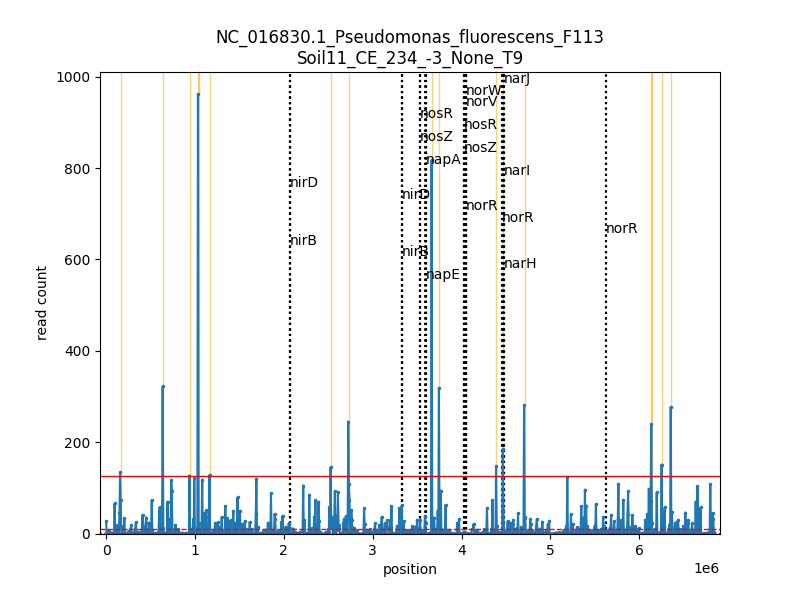 NC_016830.1_Pseudomonas_fluorescens_F113
Soil11_CE_234_-3_None_T9
read count
1000
800
600
400
200
0
narJ
norW
norV
nosR
nosR
nosZ
nosZ
napA
narI
nirD
nirD
norR
norR
norR
nirB
nirB
narH
napE
0 1 2 3 4 5 6
1e6
position